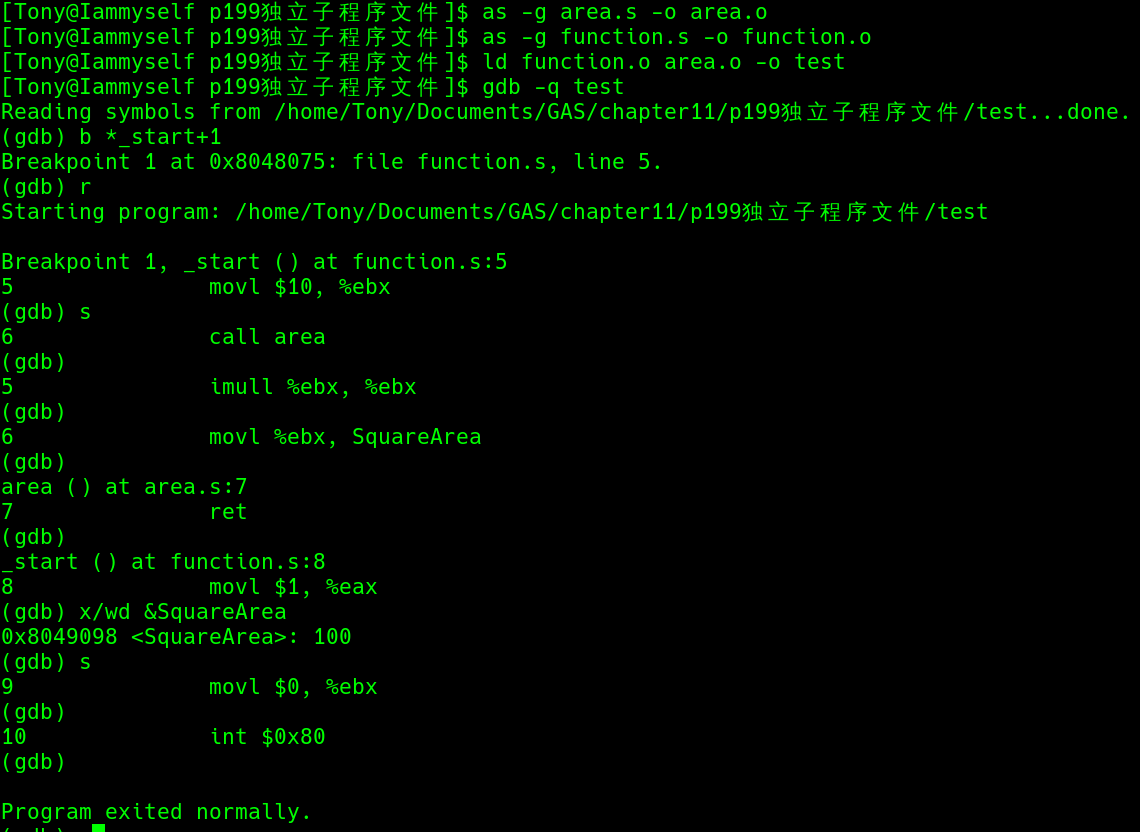 [Tony@Iammyself p199独立子程序文件]$ as -g area.s -o area.o
[Tony@Iammyself p199独立子程序文件]$ as -g function.s -o function.o
[Tony@Iammyself p199独立子程序文件]$ ld function.o area.o -o test
[Tony@Iammyself p199独立子程序文件]$ gdb -q test
Reading symbols from /home/Tony/Documents/GAS/chapter11/p199独立子程序文件/test...done.
(gdb) b *_start+1
Breakpoint 1 at 0x8048075: file function.s, line 5.
(gdb) r
Starting program: /home/Tony/Documents/GAS/chapter11/p199独立子程序文件/test
Breakpoint 1, _start () at function.s:5
5 movl $10, %ebx
(gdb) s
6 call area
(gdb)
5 imull %ebx, %ebx
(gdb)
6 movl %ebx, SquareArea
(gdb)
area () at area.s:7
7 ret
(gdb)
_start () at function.s:8
8 movl $1, %eax
(gdb) x/wd &SquareArea
0x8049098 <SquareArea>: 100
(gdb) s
9 movl $0, %ebx
(gdb)
10 int $0x80
(gdb)
Program exited normally.
(gdb)